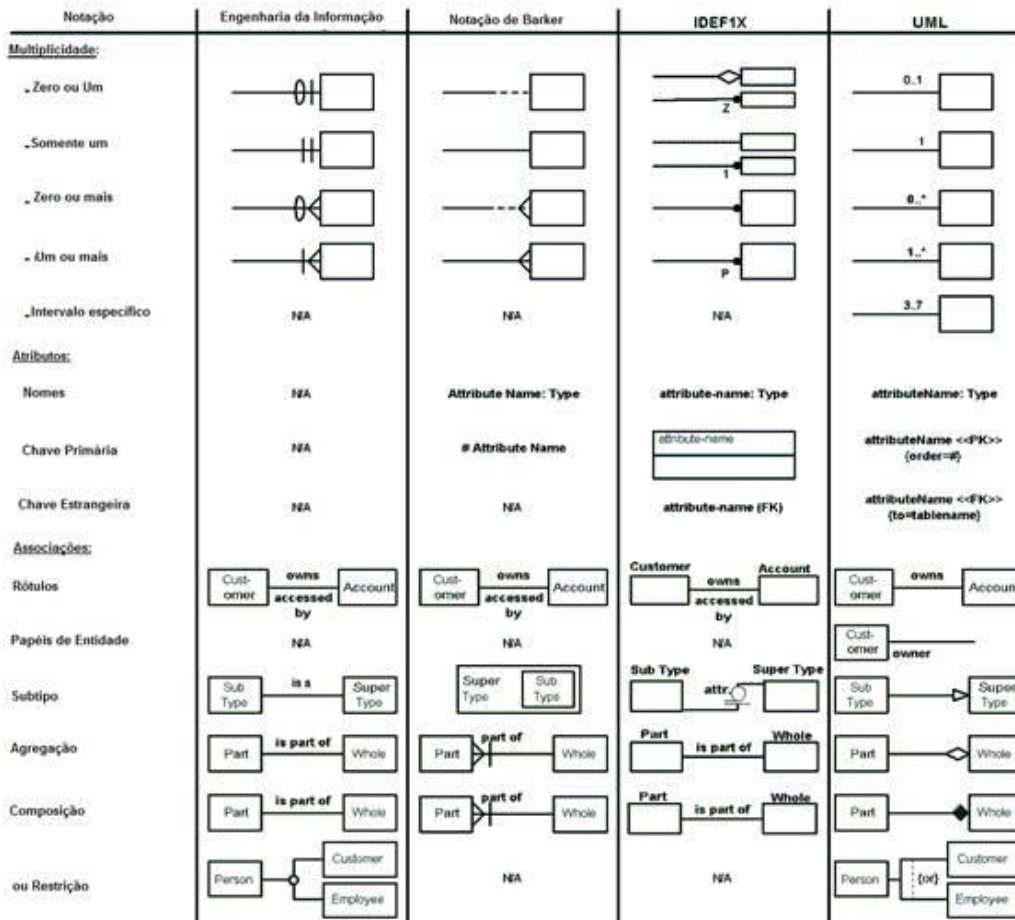 Notação Engenharia da Informação Notação de Barker IDEF1X UML
Multiplicidade:
Zero ou Um Z 0.1
Somente um 1 1
Zero ou mais 0..*
Um ou mais P 1..*
Intervalo específico N/A N/A N/A 3.7
Atributos:
Nomes N/A Attribute Name: Type attribute-name: Type attributeName: Type
Chave Primária N/A # Attribute Name attribute-name attributeName <<PK>>
{order=#}
Chave Estrangeira N/A N/A attribute-name (FK) attributeName <<FK>>
{to=tablename}
Associações:
Rótulos Cust-omer owns accessed by Account Cust-omer owns accessed by Account Customer owns accessed by Account Cust-omer owns Account
Papéis de Entidade N/A N/A N/A Cust-omer owner
Subtipo Sub Type is a Super Type Super Type Sub Type Sub Type attr. Super Type Sub Type Super Type
Agregação Part is part of Whole Part part of Whole Part is part of Whole Part Whole
Composição Part is part of Whole Part part of Whole Part is part of Whole Part Whole
ou Restrição Person Customer Employee N/A N/A Person {or} Customer Employee